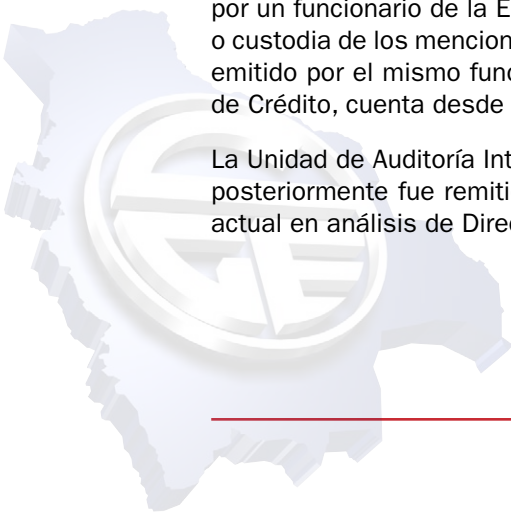 por un funcionario de la E
o custodia de los mencion
emitido por el mismo func
de Crédito, cuenta desde
La Unidad de Auditoría Int
posteriormente fue remiti
actual en análisis de Direc